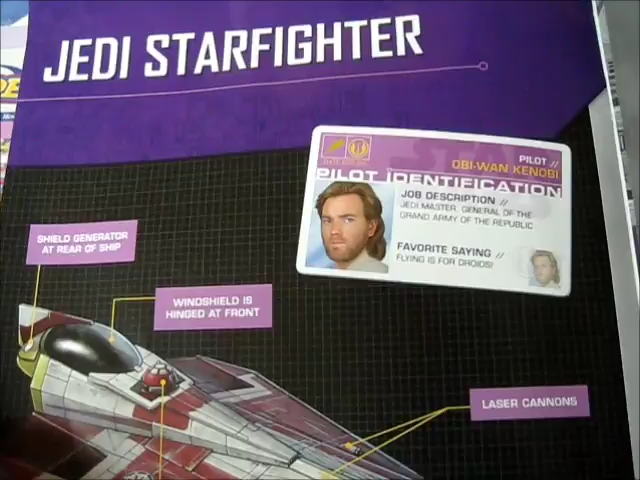 JEDI STARFIGHTER
PILOT //
OBI-WAN KENOBI
PILOT IDENTIFICATION
JOB DESCRIPTION //
JEDI MASTER, GENERAL OF THE
GRAND ARMY OF THE REPUBLIC
FAVORITE SAYING //
FLYING IS FOR DROIDS!
SHIELD GENERATOR
AT REAR OF SHIP
WINDSHIELD IS
HINGED AT FRONT
LASER CANNONS